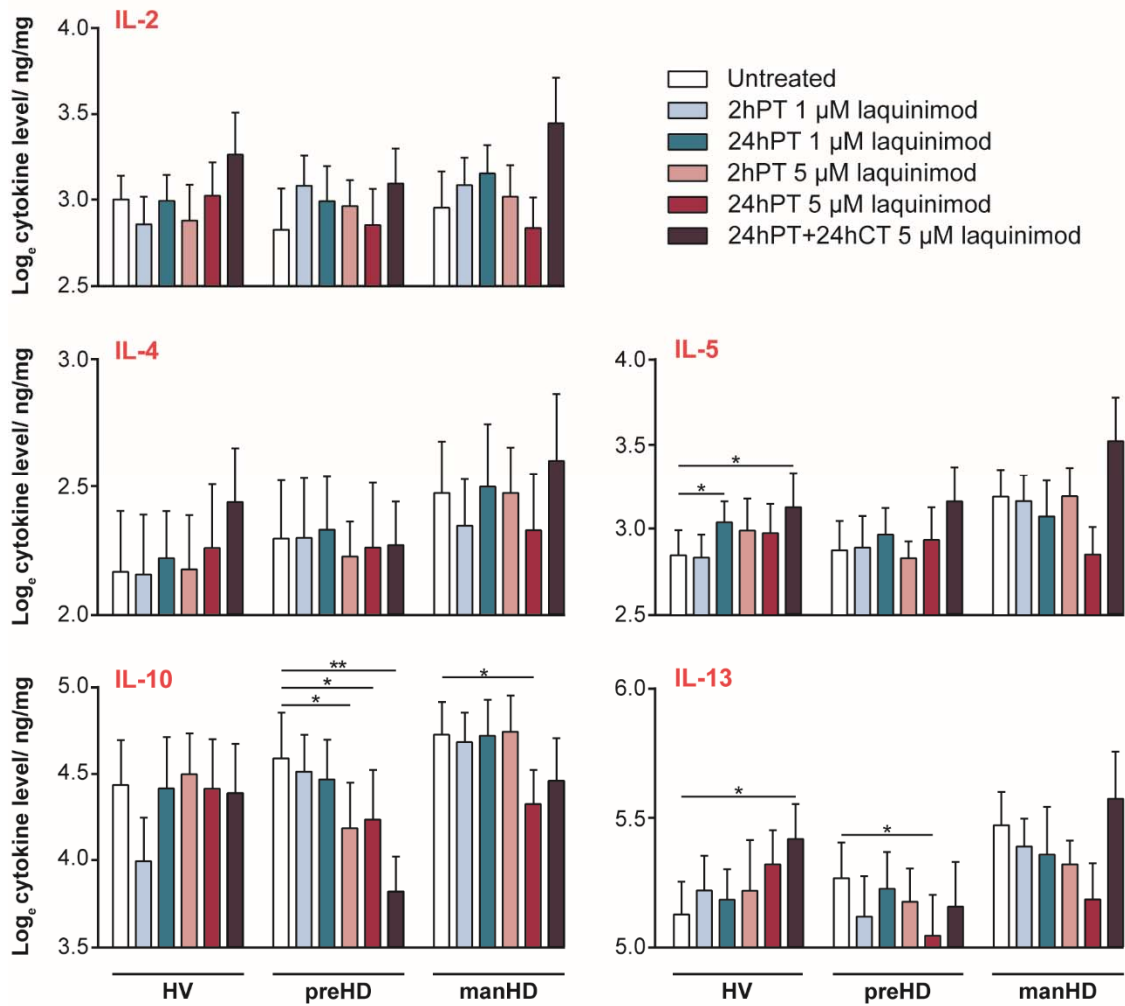 IL-2
4.0
3.5
3.0
2.5
Logₑ cytokine level/ ng/mg
Untreated
2hPT 1 µM laquinimod
24hPT 1 µM laquinimod
2hPT 5 µM laquinimod
24hPT 5 µM laquinimod
24hPT+24hCT 5 µM laquinimod
IL-4
3.0
2.5
2.0
Logₑ cytokine level/ ng/mg
IL-5
4.0
3.5
3.0
2.5
*
*
IL-10
5.0
4.5
4.0
3.5
Logₑ cytokine level/ ng/mg
**
*
*
*
HV preHD manHD
IL-13
6.0
5.5
5.0
*
*
HV preHD manHD